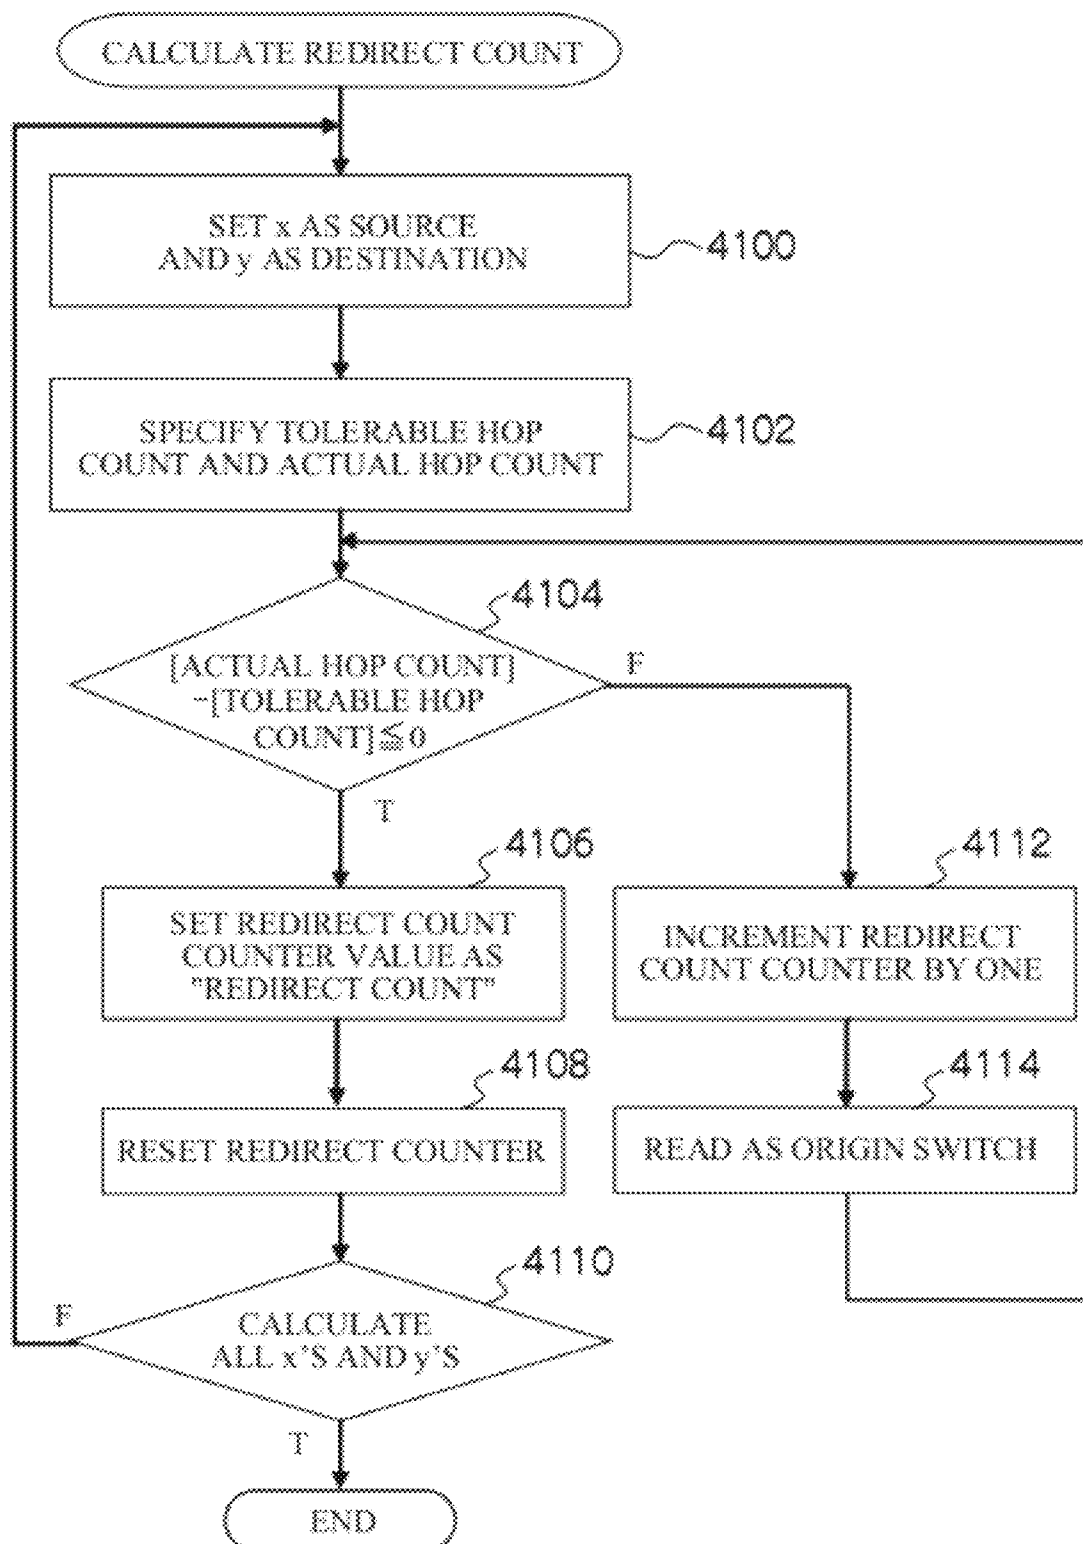 CALCULATE REDIRECT COUNT
SET x AS SOURCE
AND y AS DESTINATION
4100
SPECIFY TOLERABLE HOP
COUNT AND ACTUAL HOP COUNT
4102
4104
[ACTUAL HOP COUNT]
-[TOLERABLE HOP
COUNT]≦0
F
T
4106
SET REDIRECT COUNT
COUNTER VALUE AS
"REDIRECT COUNT"
4112
INCREMENT REDIRECT
COUNT COUNTER BY ONE
4108
RESET REDIRECT COUNTER
4114
READ AS ORIGIN SWITCH
4110
F
CALCULATE
ALL x'S AND y'S
T
END